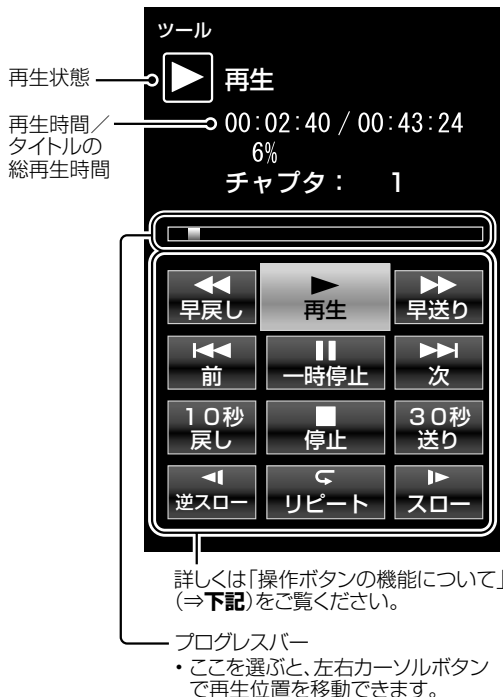 ツール
再生状態
再生
再生時間／
タイトルの
総再生時間
00:02:40 / 00:43:24
6%
チャプタ： 1
早戻し
再生
早送り
前
一時停止
次
10秒
戻し
停止
30秒
送り
逆スロー
リピート
スロー
詳しくは「操作ボタンの機能について」
(⇒下記)をご覧ください。
プログレスバー
・ここを選ぶと、左右カーソルボタン
で再生位置を移動できます。